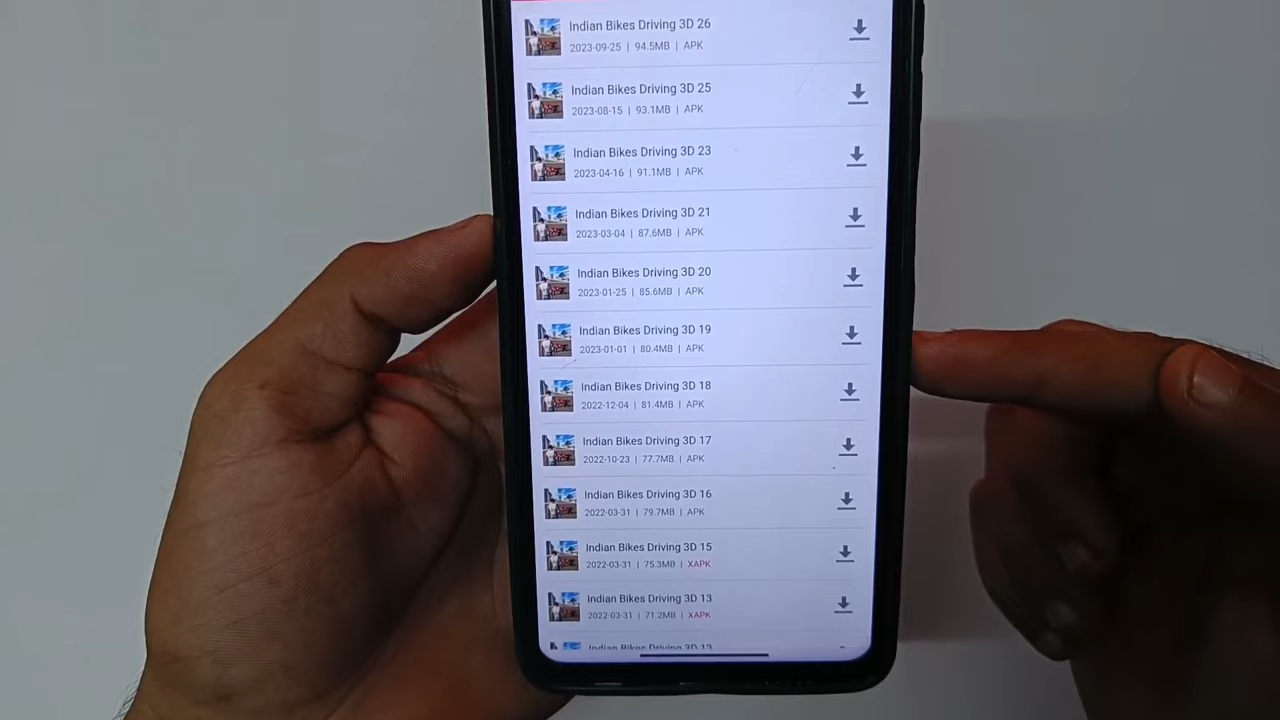 Indian Bikes Driving 3D 26
2023-09-25 | 94.5MB | APK
Indian Bikes Driving 3D 25
2023-08-15 | 93.1MB | APK
Indian Bikes Driving 3D 23
2023-04-16 | 91.1MB | APK
Indian Bikes Driving 3D 21
2023-03-04 | 87.6MB | APK
Indian Bikes Driving 3D 20
2023-01-25 | 85.6MB | APK
Indian Bikes Driving 3D 19
2023-01-01 | 80.4MB | APK
Indian Bikes Driving 3D 18
2022-12-04 | 81.4MB | APK
Indian Bikes Driving 3D 17
2022-10-23 | 77.7MB | APK
Indian Bikes Driving 3D 16
2022-03-31 | 79.7MB | APK
Indian Bikes Driving 3D 15
2022-03-31 | 75.3MB | XAPK
Indian Bikes Driving 3D 13
2022-03-31 | 71.2MB | XAPK
Indian Bikes Driving 3D 12